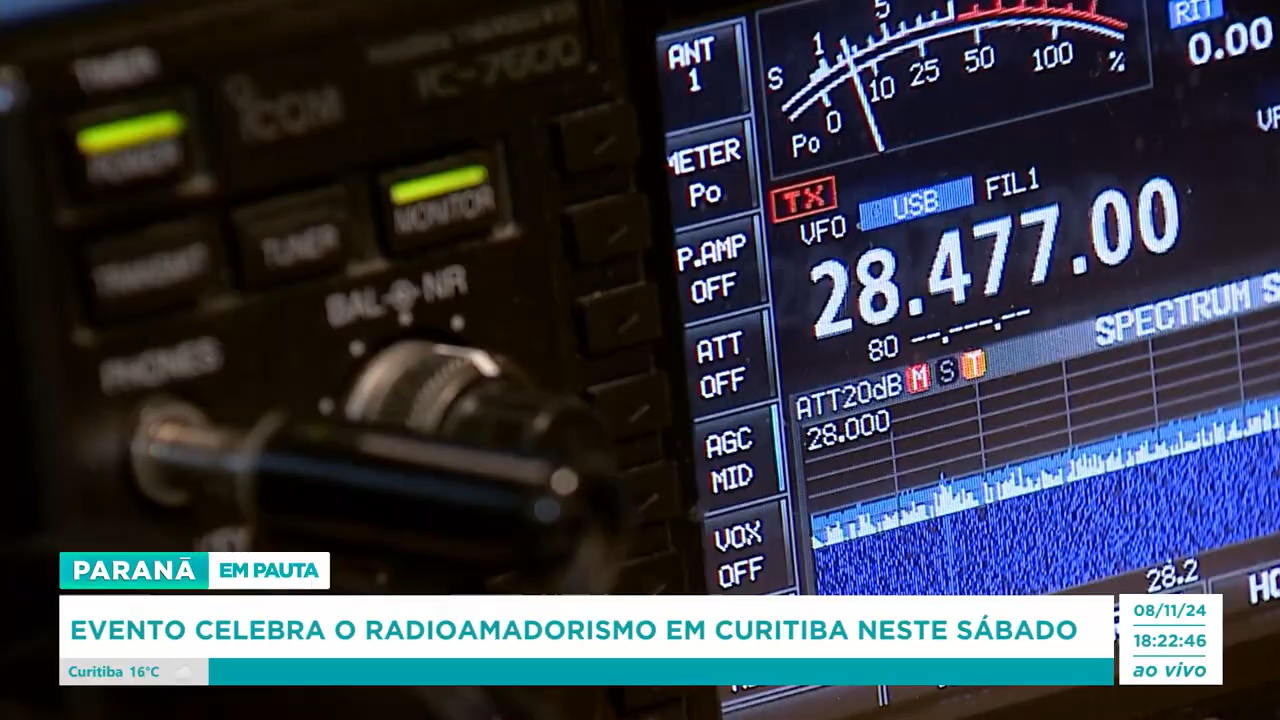 TIMER
POWER
ICOM
IC-7600
MONITOR
TRANSMIT
TUNER
BAL
NR
PHONES
ANT
1
METER
Po
P.AMP
OFF
ATT
OFF
AGC
MID
VOX
OFF
S 1 5
0 10 25 50 100 %
Po
RIT
0.00
TX
VFO USB FIL1
28.477.00
80 --.---.--
SPECTRUM S
ATT20dB M S T
28.000
28.2
PARANÁ EM PAUTA
EVENTO CELEBRA O RADIOAMADORISMO EM CURITIBA NESTE SÁBADO
Curitiba 16°C
08/11/24
18:22:46
ao vivo